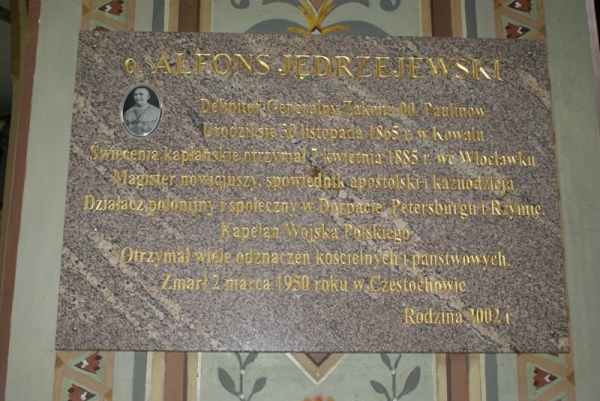 o. ALFONS JĘDRZEJEWSKI
Definitor Generalny Zakonu OO. Paulinów
Urodził się 30 listopada 1865 r. w Kowalu
Święcenia kapłańskie otrzymał 7 kwietnia 1885 r. we Włocławku
Magister nowicjuszy, spowiednik apostolski i kaznodzieja
Działacz polonijny i społeczny w Dorpacie Petersburgu i Rzymie.
Kapelan Wojska Polskiego
Otrzymał wiele odznaczeń kościelnych i państwowych.
Zmarł 2 marca 1950 roku w Częstochowie.
Rodzina 2002 r